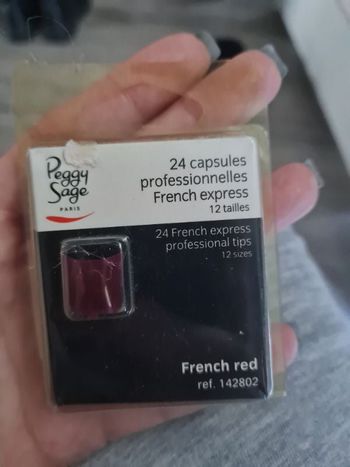 Peggy
Sage
PARIS
24 capsules
professionnelles
French express
12 tailles
24 French express
professional tips
12 sizes
French red
ref. 142802